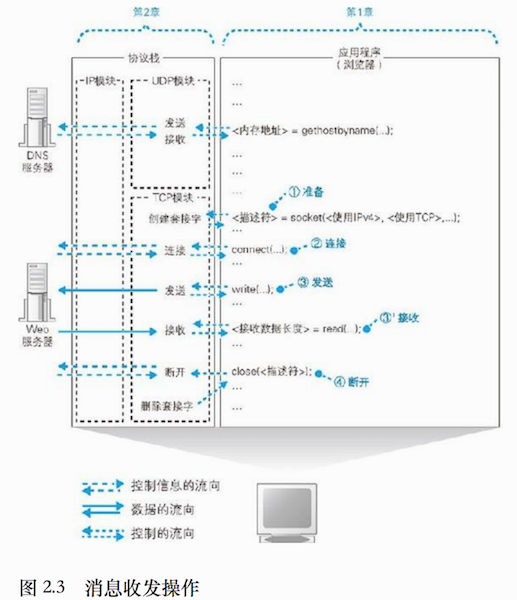 第2章
第1章
协议栈
应用程序
（浏览器）
IP模块
UDP模块
...
...
发送
接收
<内存地址> = gethostbyname(...);
DNS
服务器
...
...
...
TCP模块
①准备
创建套接字
<描述符> = socket(<使用IPv4>, <使用TCP>,...);
...
连接
connect(...);
②连接
...
③发送
发送
write(...);
...
③' 接收
Web
服务器
接收
<接收数据长度> = read(...);
...
断开
close(<描述符>);
④断开
...
删除套接字
...
控制信息的流向
数据的流向
控制的流向
图 2.3 消息收发操作